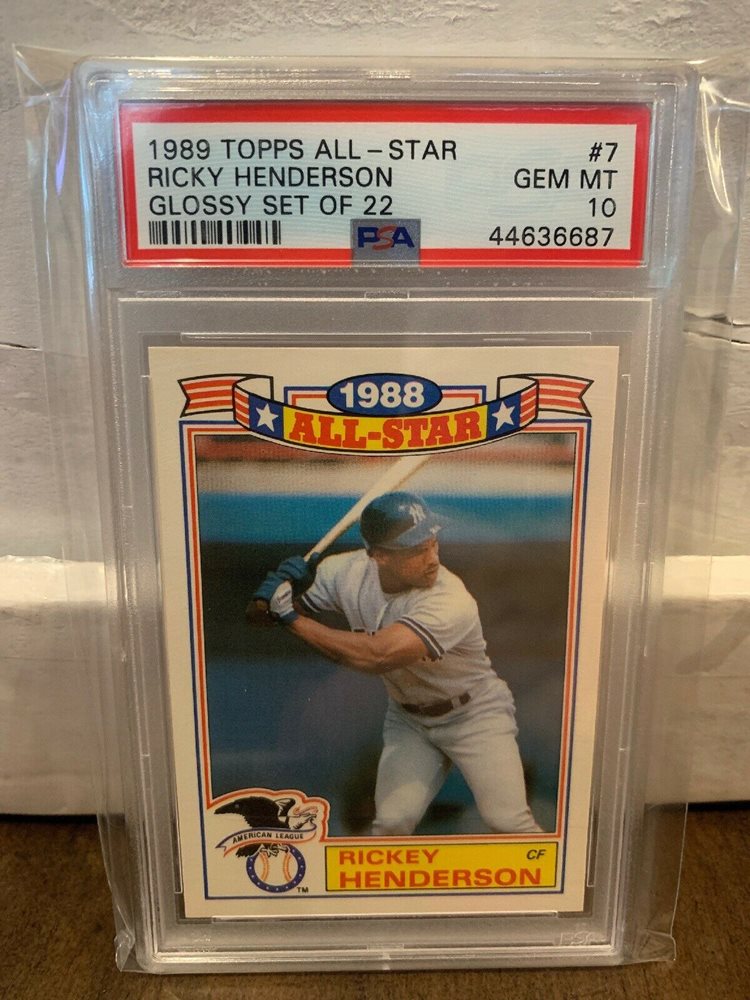 1989 TOPPS ALL-STAR #7
RICKY HENDERSON GEM MT
GLOSSY SET OF 22 10
PSA 44636687
1988
ALL-STAR
NY
AMERICAN LEAGUE
TM
RICKEY CF
HENDERSON